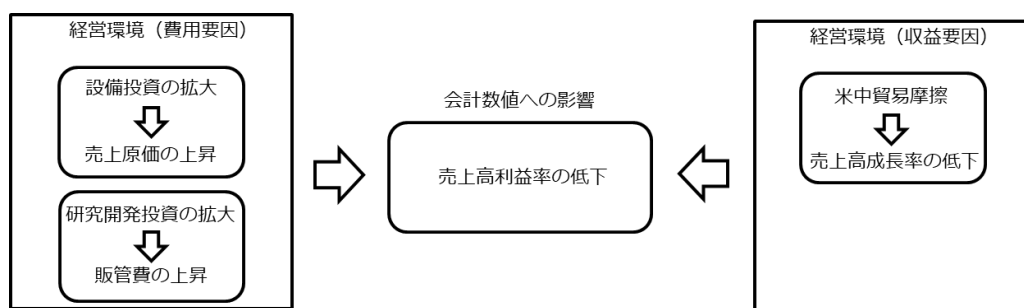 経営環境（費用要因）
設備投資の拡大
売上原価の上昇
研究開発投資の拡大
販管費の上昇
会計数値への影響
売上高利益率の低下
経営環境（収益要因）
米中貿易摩擦
売上高成長率の低下